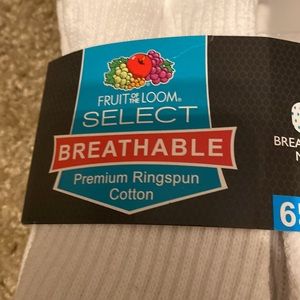 FRUIT OF THE LOOM®
SELECT
BREATHABLE
Premium Ringspun
Cotton